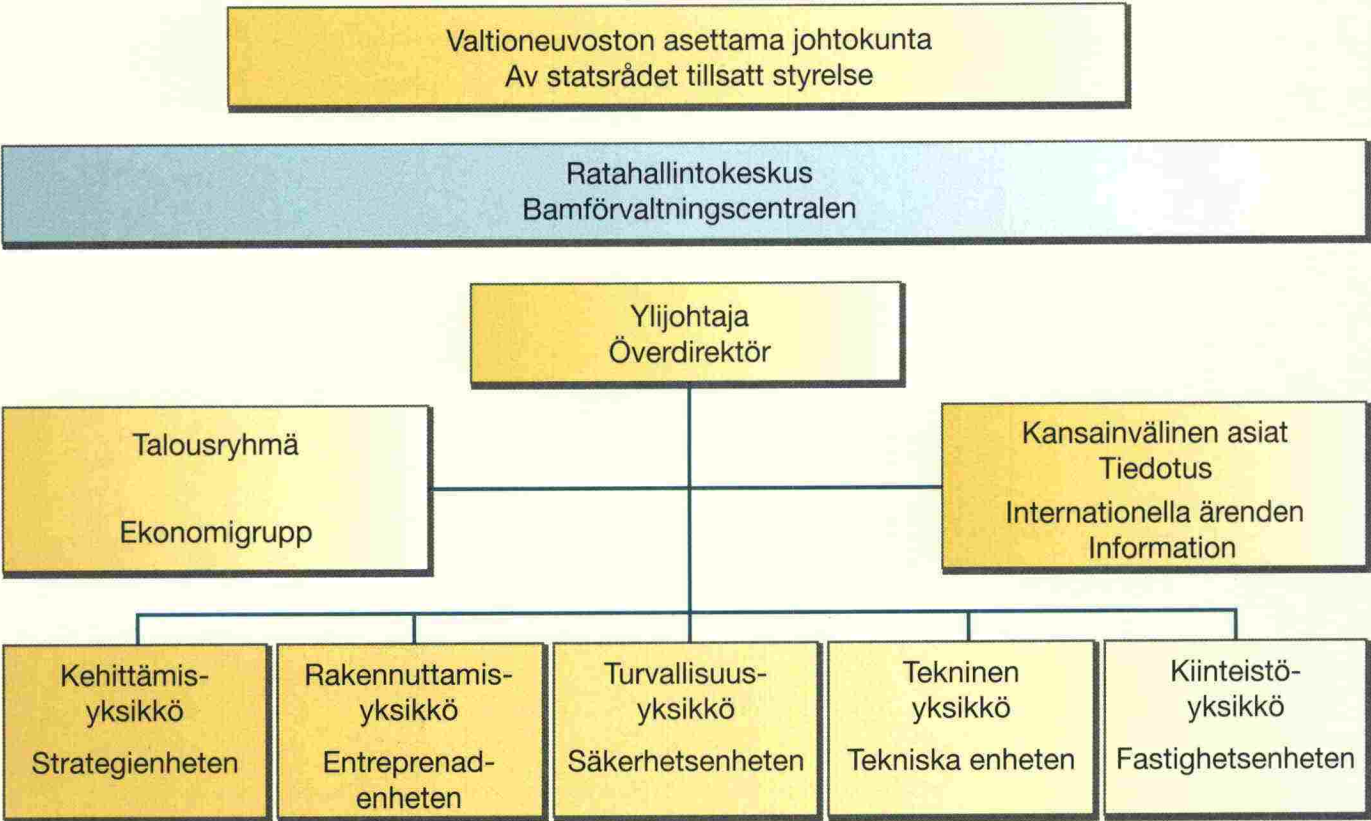 Valtioneuvoston asettama johtokunta
Av statsrådet tillsatt styrelse
Ratahallintokeskus
Bamförvaltningscentralen
Ylijohtaja
Överdirektör
Talousryhmä
Ekonomigrupp
Kansainvälinen asiat
Tiedotus
Internationella ärenden
Information
Kehittämis-
yksikkö
Strategienheten
Rakennuttamis-
yksikkö
Entreprenad-
enheten
Turvallisuus-
yksikkö
Säkerhetsenheten
Tekninen
yksikkö
Tekniska enheten
Kiinteistö-
yksikkö
Fastighetsenheten